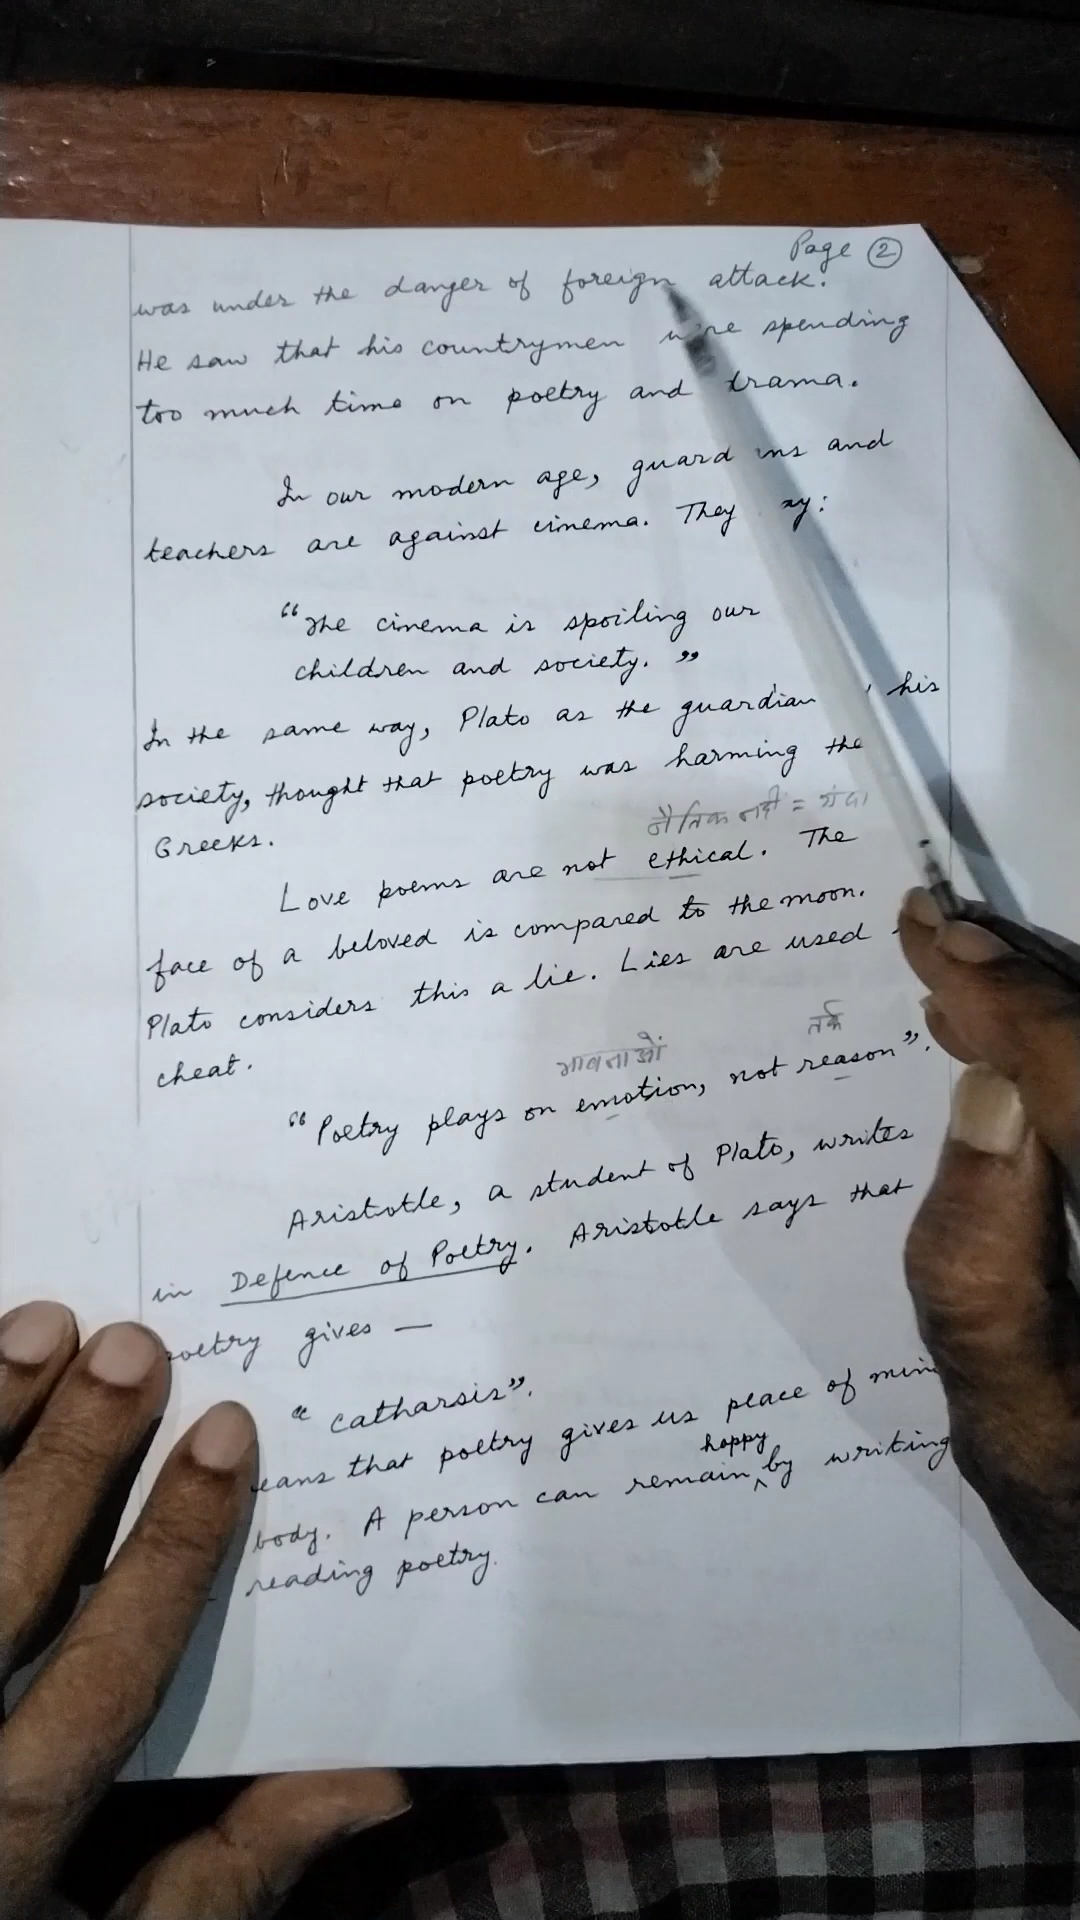 Page 2
was under the danger of foreign attack.
He saw that his countrymen were spending
too much time on poetry and drama.
In our modern age, guardians and
teachers are against cinema. They say:
“The cinema is spoiling our
children and society.”
In the same way, Plato as the guardian his
society, thought that poetry was harming the
Greeks.
नैतिक नहीं =
Love poems are not ethical. The
face of a beloved is compared to the moon.
Plato considers this a lie. Lies are used
cheat.
भावनाओं तर्क
“Poetry plays on emotion, not reason”.
Aristotle, a student of Plato, writes
in Defence of Poetry. Aristotle says that
poetry gives —
“catharsis”.
means that poetry gives us peace of mind
happy
body. A person can remain ^ by writing
reading poetry.